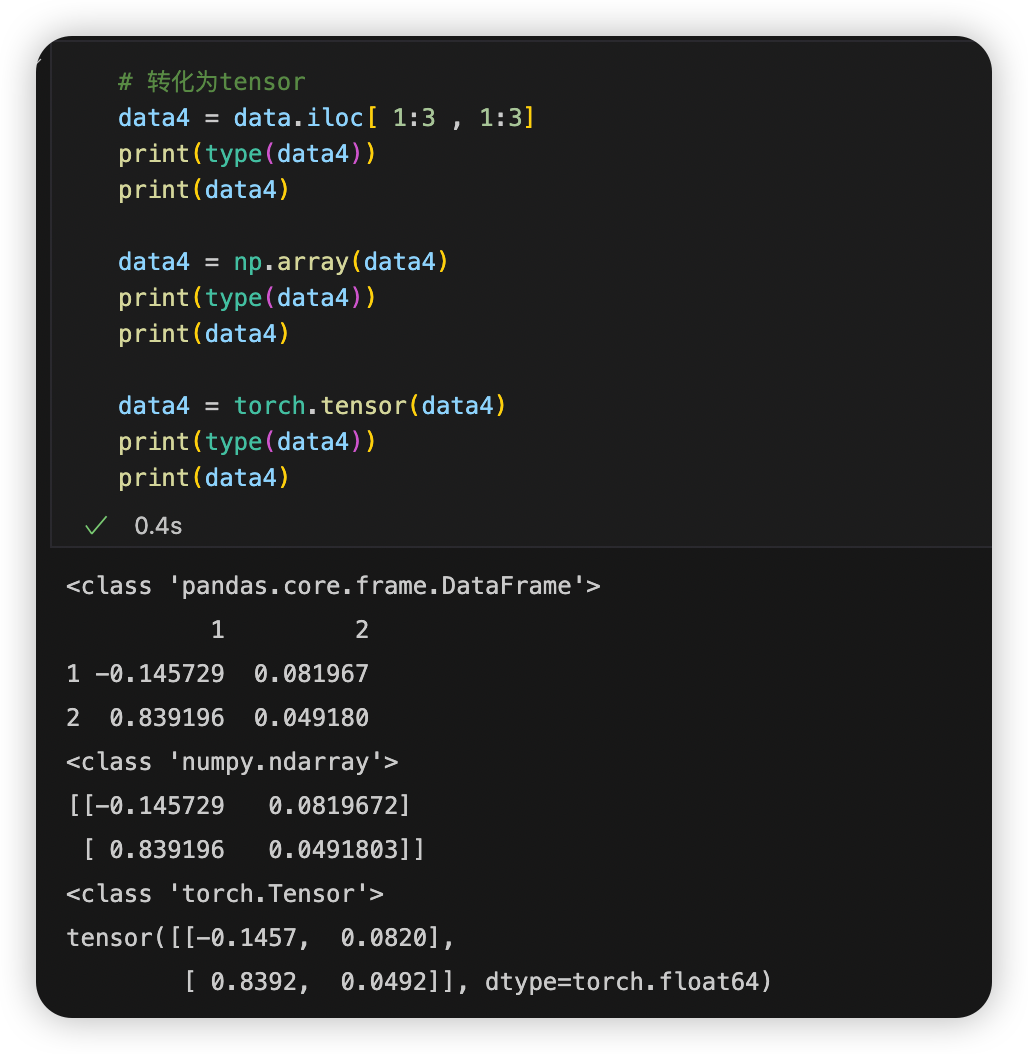 # 转化为tensor
data4 = data.iloc[ 1:3 , 1:3]
print(type(data4))
print(data4)
data4 = np.array(data4)
print(type(data4))
print(data4)
data4 = torch.tensor(data4)
print(type(data4))
print(data4)
0.4s
<class 'pandas.core.frame.DataFrame'>
          1         2
1 -0.145729  0.081967
2  0.839196  0.049180
<class 'numpy.ndarray'>
[[-0.145729   0.0819672]
 [ 0.839196   0.0491803]]
<class 'torch.Tensor'>
tensor([[-0.1457,  0.0820],
        [ 0.8392,  0.0492]], dtype=torch.float64)